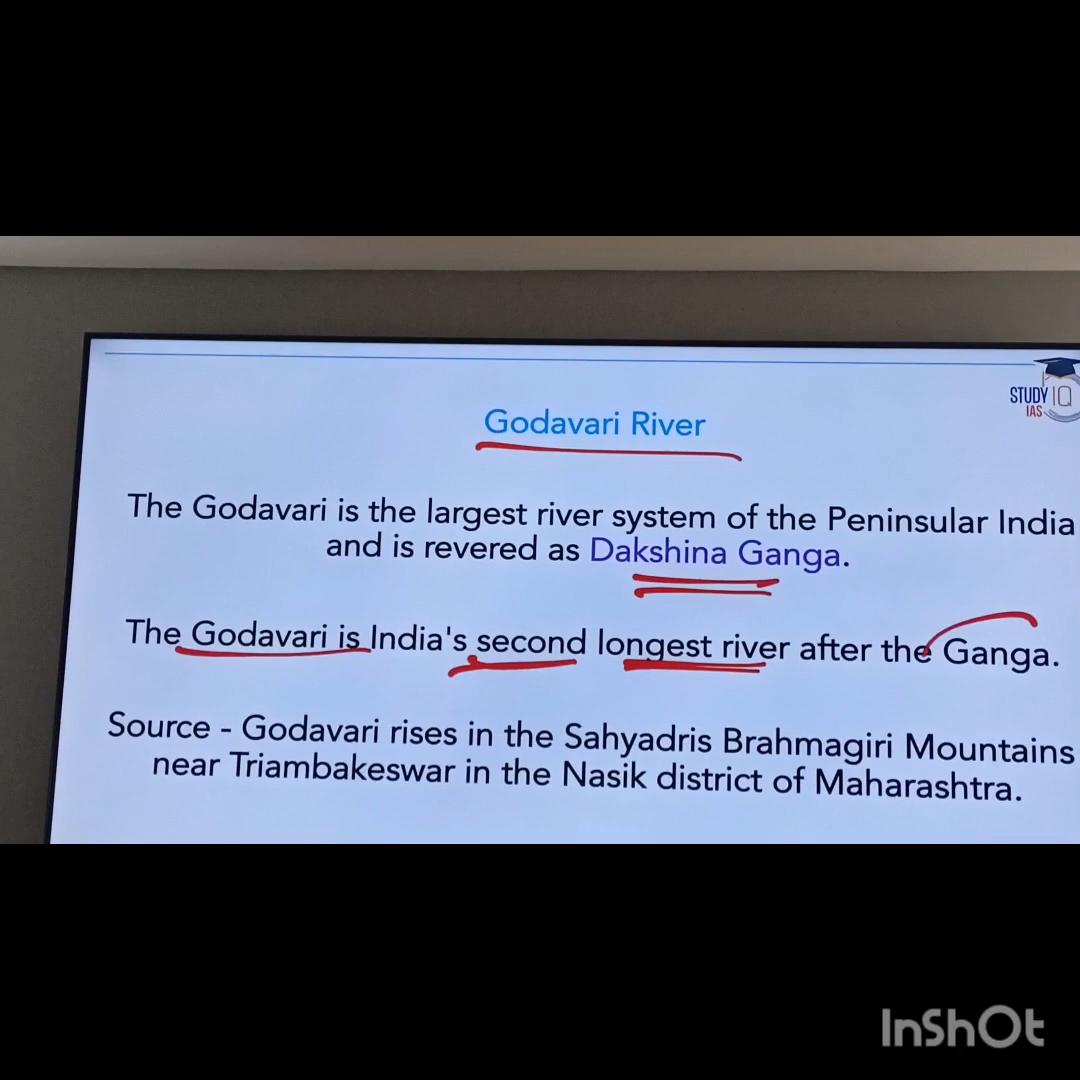 STUDY IQ
IAS
Godavari River
The Godavari is the largest river system of the Peninsular India
and is revered as Dakshina Ganga.
The Godavari is India's second longest river after the Ganga.
Source - Godavari rises in the Sahyadris Brahmagiri Mountains
near Triambakeswar in the Nasik district of Maharashtra.
InShOt